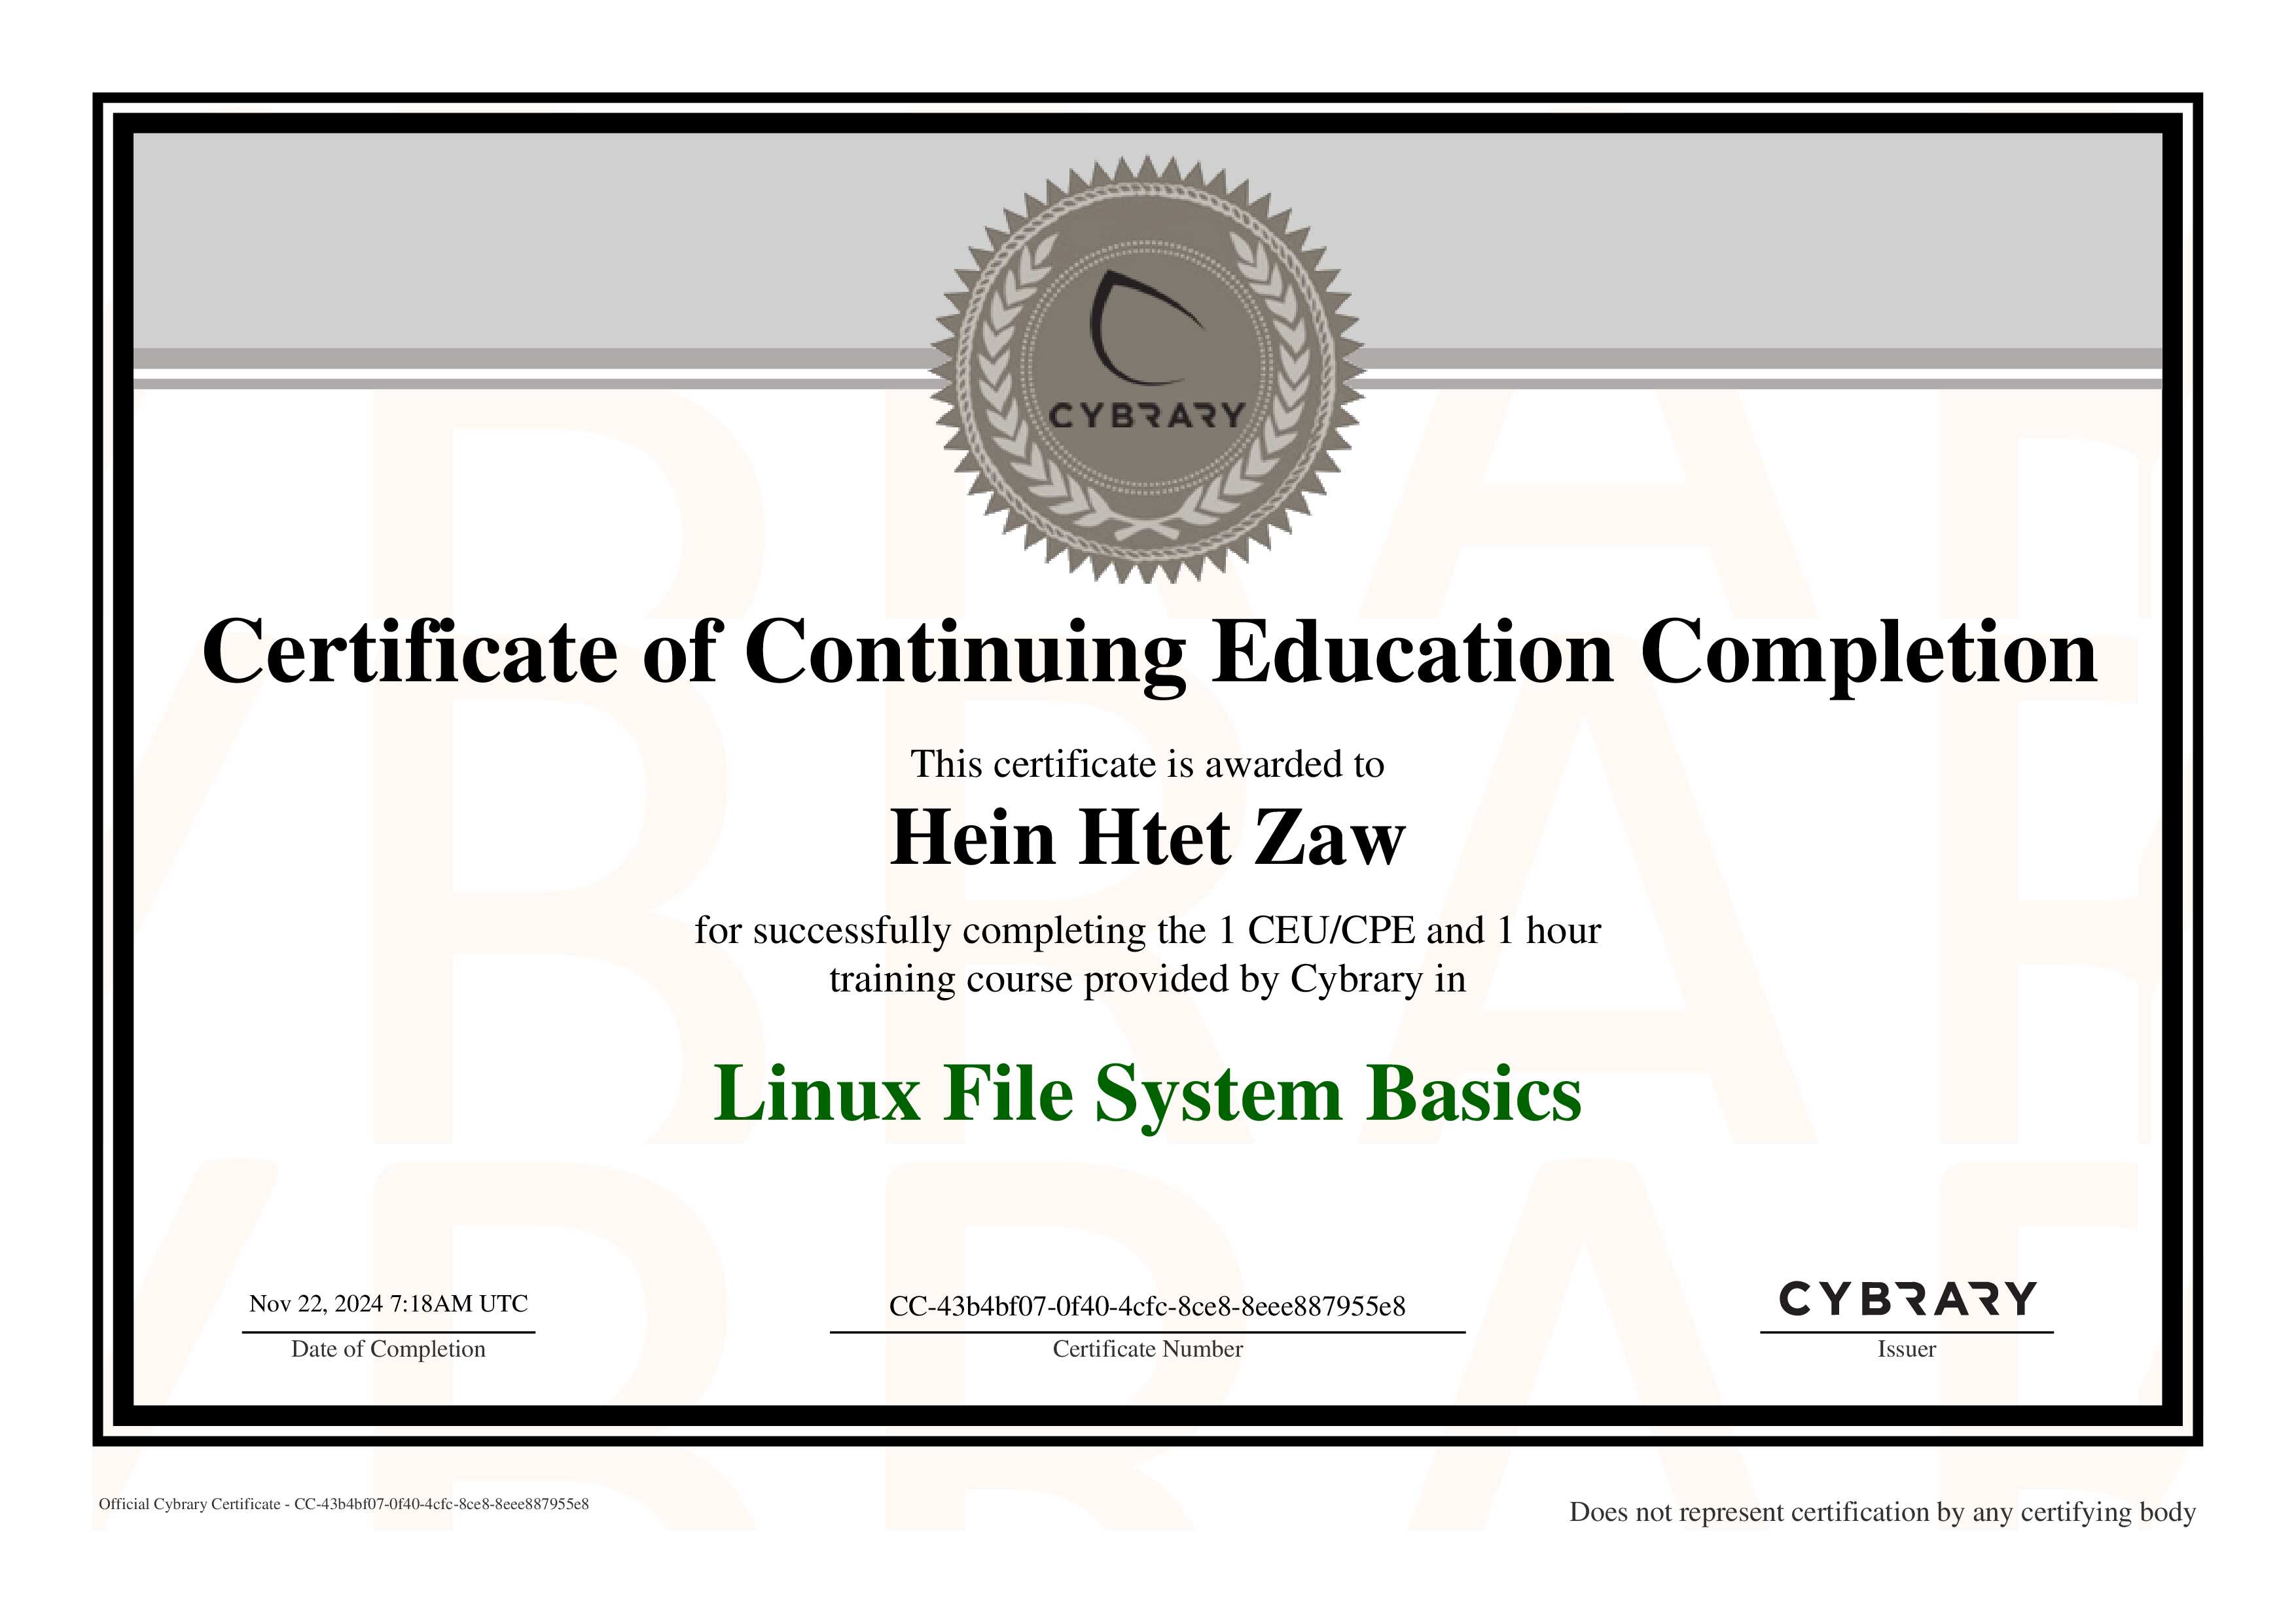 CYBRARY
Certificate of Continuing Education Completion
This certificate is awarded to
Hein Htet Zaw
for successfully completing the 1 CEU/CPE and 1 hour
training course provided by Cybrary in
Linux File System Basics
Nov 22, 2024 7:18AM UTC
Date of Completion
CC-43b4bf07-0f40-4cfc-8ce8-8eee887955e8
Certificate Number
CYBRARY
Issuer
Official Cybrary Certificate - CC-43b4bf07-0f40-4cfc-8ce8-8eee887955e8
Does not represent certification by any certifying body